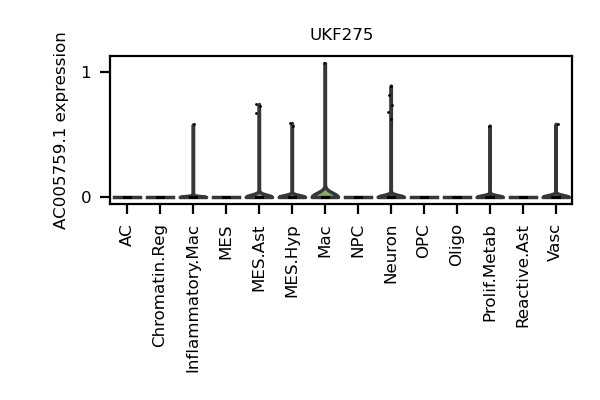 UKF275
AC005759.1 expression
1
0
AC
Chromatin.Reg
Inflammatory.Mac
MES
MES.Ast
MES.Hyp
Mac
NPC
Neuron
OPC
Oligo
Prolif.Metab
Reactive.Ast
Vasc